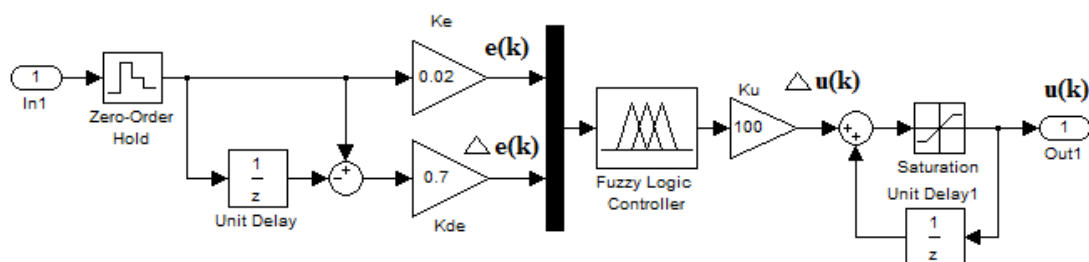 1
In1
Zero-Order
Hold
1
z
Unit Delay
- +
Ke
0.02
e(k)
△ e(k)
0.7
Kde
Fuzzy Logic
Controller
Ku
100
△ u(k)
+
+
Saturation
u(k)
1
Out1
Unit Delay1
1
z